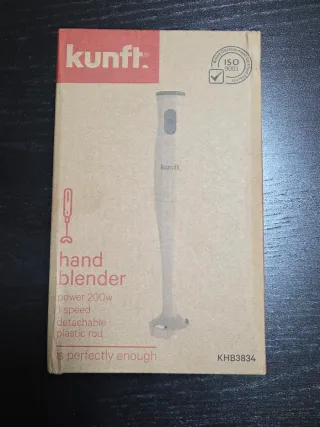 kunft.
ISO
9001
kunft.
hand
blender
power 200w
1 speed
detachable
plastic rod
is perfectly enough
KHB3834